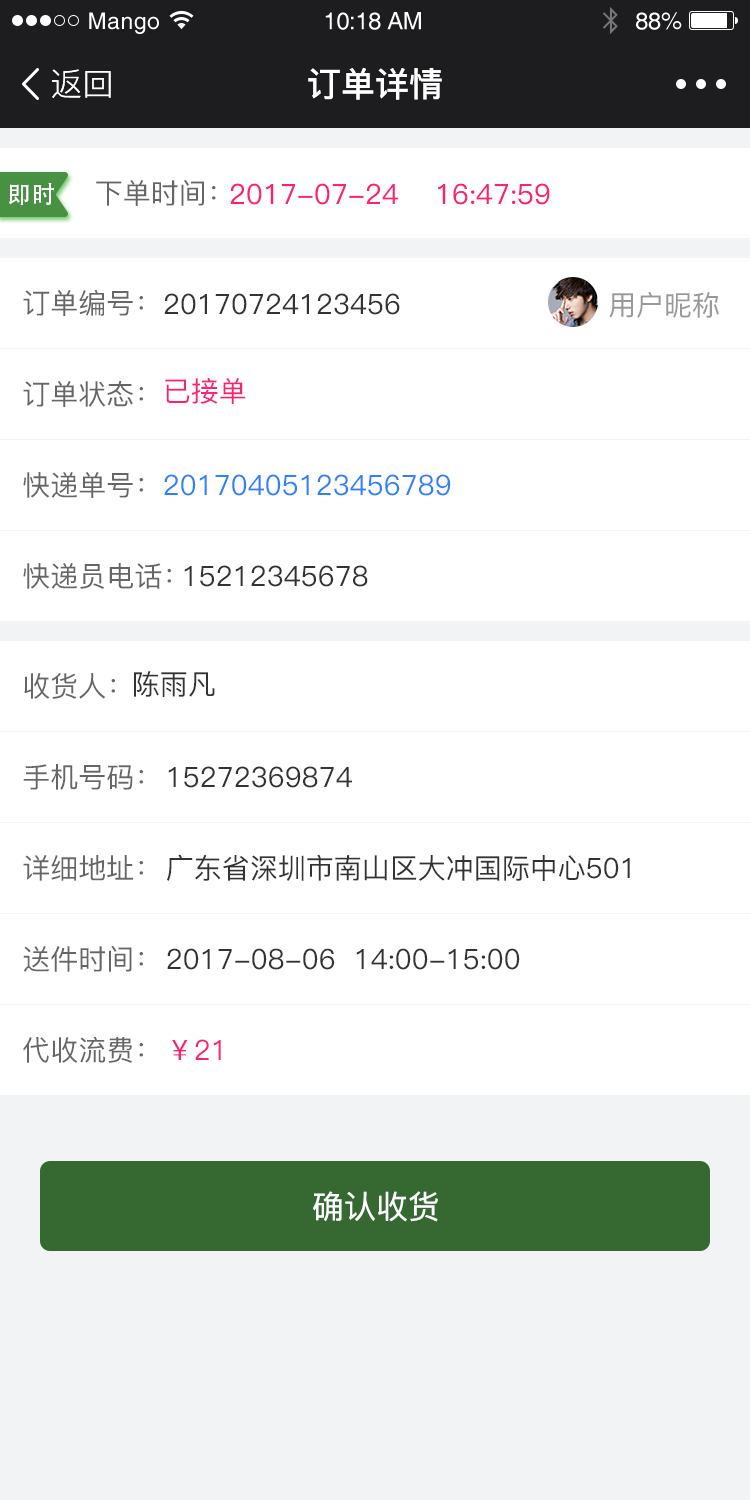 Mango 10:18 AM 88%
返回 订单详情
即时 下单时间：2017-07-24 16:47:59
订单编号：20170724123456 用户昵称
订单状态：已接单
快递单号：20170405123456789
快递员电话：15212345678
收货人：陈雨凡
手机号码：15272369874
详细地址：广东省深圳市南山区大冲国际中心501
送件时间：2017-08-06 14:00-15:00
代收流费：￥21
确认收货